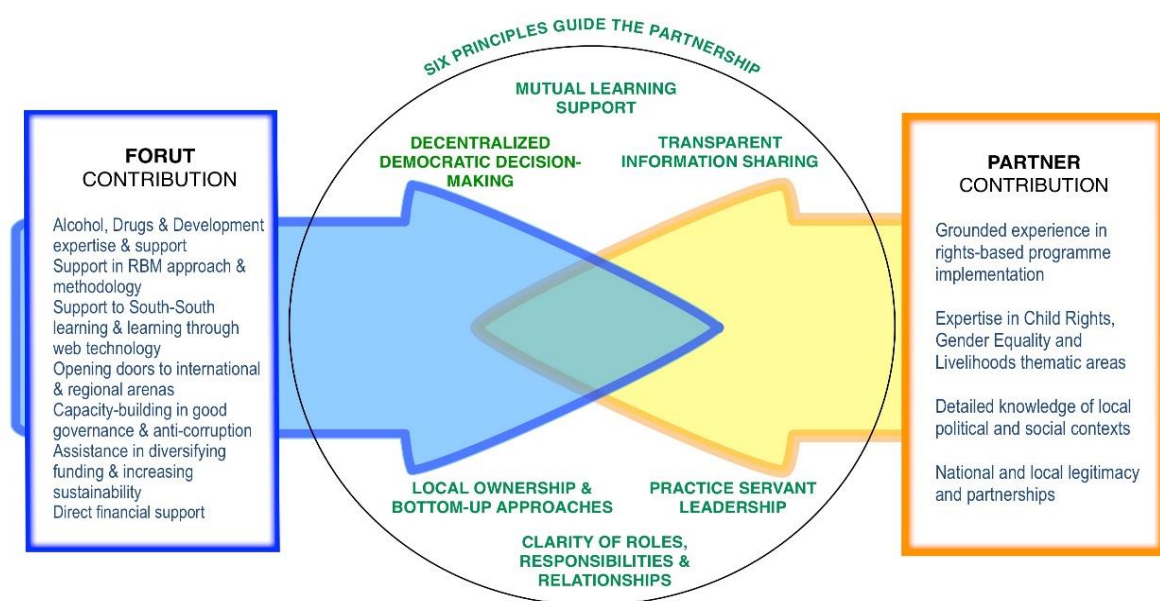 SIX PRINCIPLES GUIDE THE PARTNERSHIP
MUTUAL LEARNING
SUPPORT
DECENTRALIZED
DEMOCRATIC DECISION-
MAKING
TRANSPARENT
INFORMATION SHARING
FORUT
CONTRIBUTION
Alcohol, Drugs & Development
expertise & support
Support in RBM approach &
methodology
Support to South-South
learning & learning through
web technology
Opening doors to international
& regional arenas
Capacity-building in good
governance & anti-corruption
Assistance in diversifying
funding & increasing
sustainability
Direct financial support
PARTNER
CONTRIBUTION
Grounded experience in
rights-based programme
implementation
Expertise in Child Rights,
Gender Equality and
Livelihoods thematic areas
Detailed knowledge of local
political and social contexts
National and local legitimacy
and partnerships
LOCAL OWNERSHIP &
BOTTOM-UP APPROACHES
PRACTICE SERVANT
LEADERSHIP
CLARITY OF ROLES,
RESPONSIBILITIES &
RELATIONSHIPS